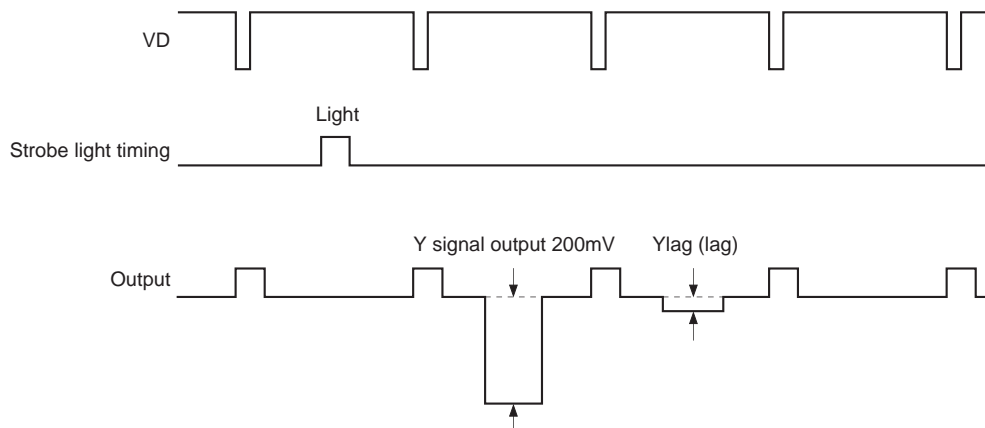 VD
Light
Strobe light timing
Y signal output 200mV
Ylag (lag)
Output